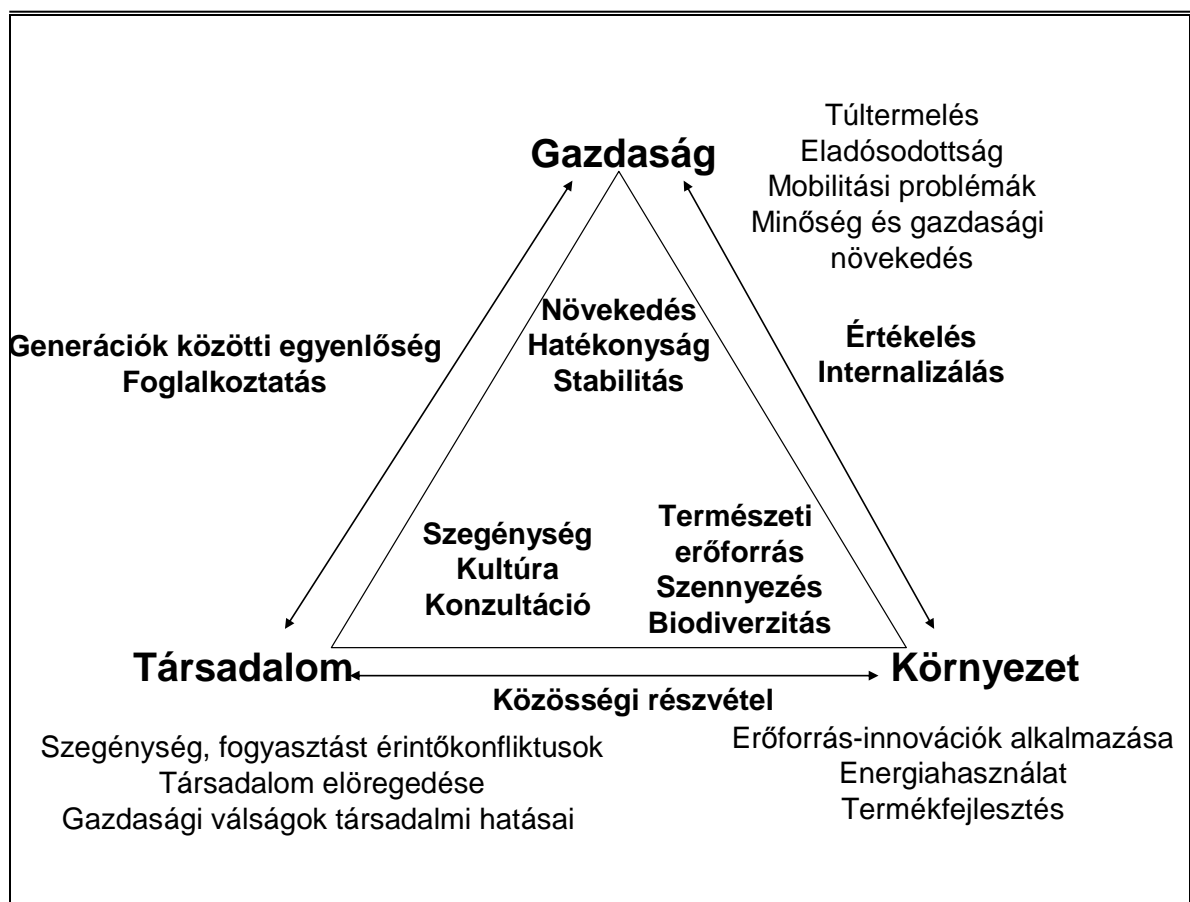 Túltermelés
Eladósodottság
Mobilitási problémák
Minőség és gazdasági
növekedés
Gazdaság
Növekedés
Hatékonyság
Stabilitás
Generációk közötti egyenlőség
Foglalkoztatás
Értékelés
Internalizálás
Szegénység
Kultúra
Konzultáció
Természeti
erőforrás
Szennyezés
Biodiverzitás
Társadalom
Környezet
Közösségi részvétel
Szegénység, fogyasztást érintőkonfliktusok
Társadalom elöregedése
Gazdasági válságok társadalmi hatásai
Erőforrás-innovációk alkalmazása
Energiahasználat
Termékfejlesztés